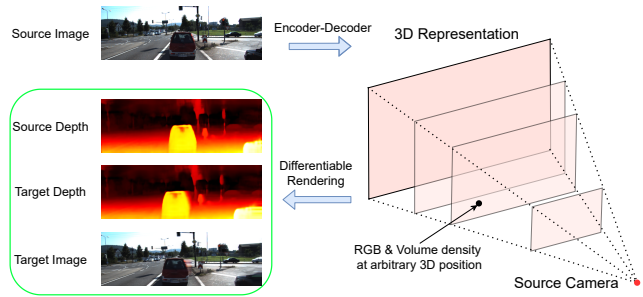 Source Image
Encoder-Decoder
3D Representation
Source Depth
Target Depth
Differentiable
Rendering
Target Image
RGB & Volume density
at arbitrary 3D position
Source Camera